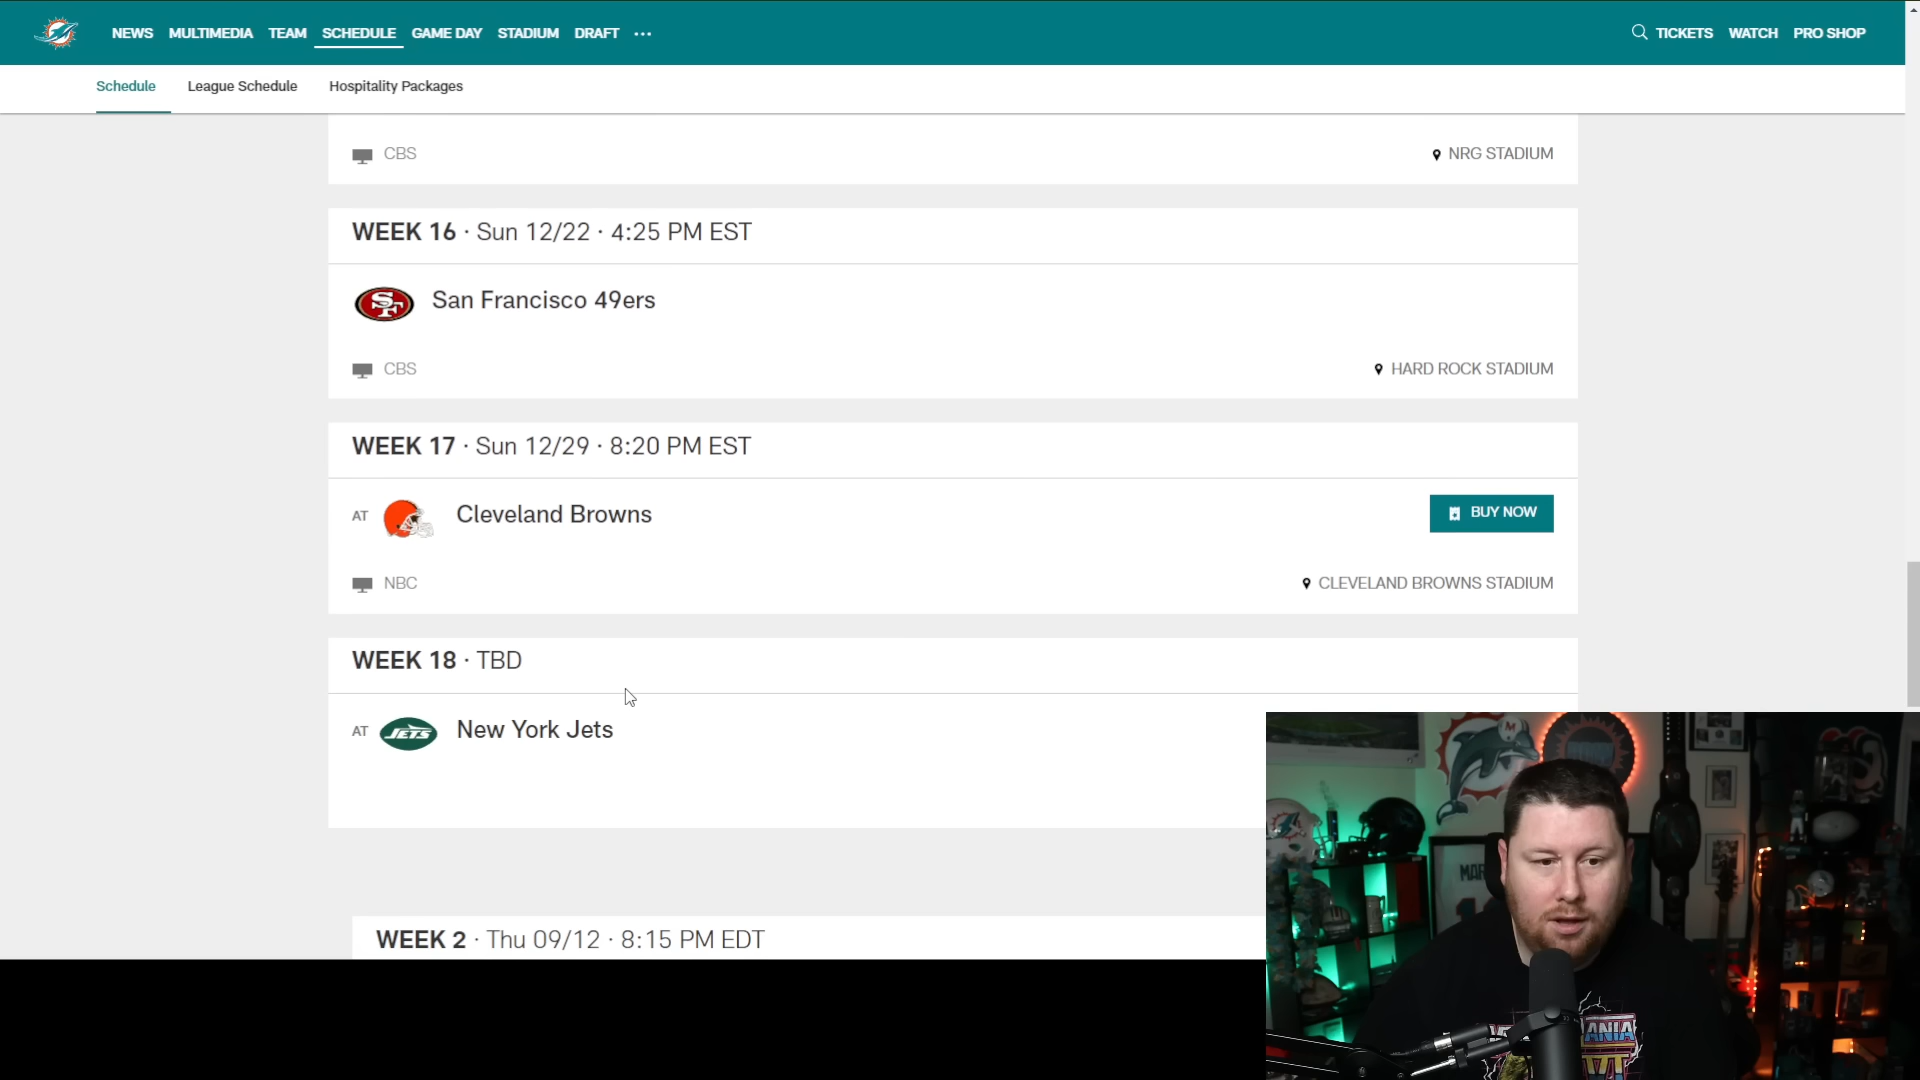 NEWS MULTIMEDIA TEAM SCHEDULE GAME DAY STADIUM DRAFT ••• TICKETS WATCH PRO SHOP
Schedule League Schedule Hospitality Packages
CBS NRG STADIUM
WEEK 16 · Sun 12/22 · 4:25 PM EST
SF San Francisco 49ers
CBS HARD ROCK STADIUM
WEEK 17 · Sun 12/29 · 8:20 PM EST
AT Cleveland Browns BUY NOW
NBC CLEVELAND BROWNS STADIUM
WEEK 18 · TBD
AT JETS New York Jets
WEEK 2 · Thu 09/12 · 8:15 PM EDT